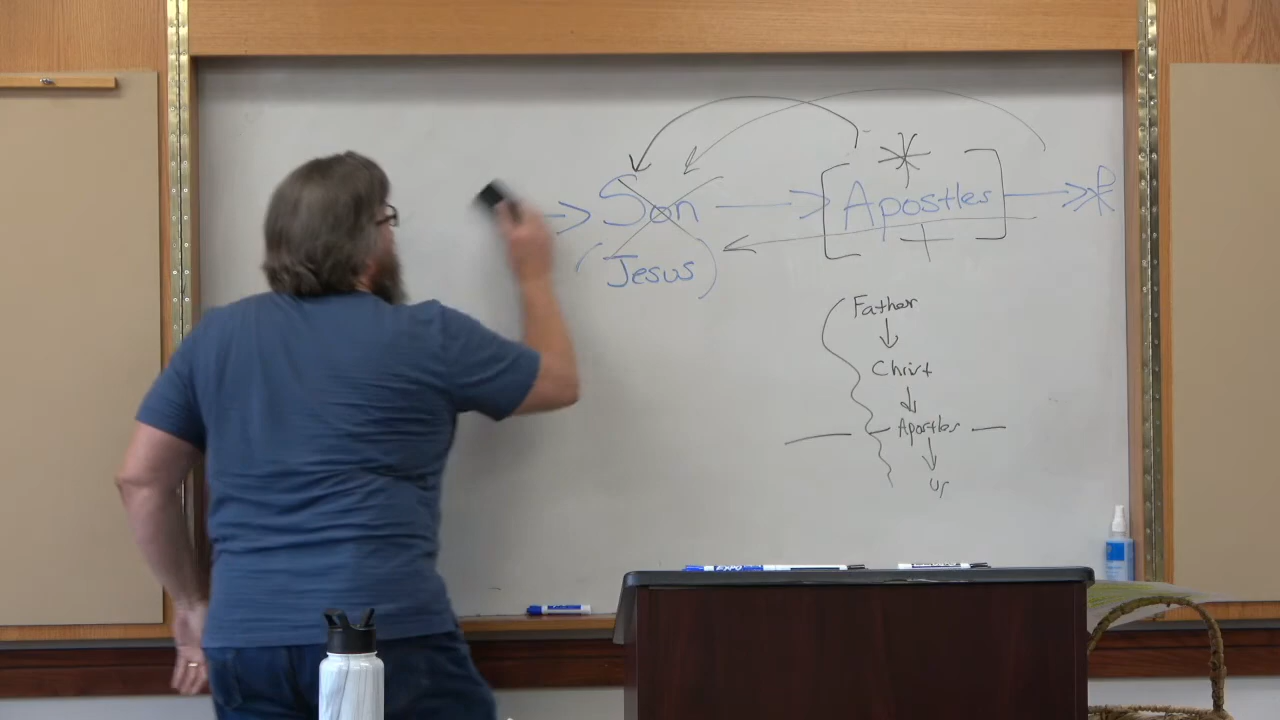 Son Apostles
(Jesus)
Father
Christ
Apostles
us